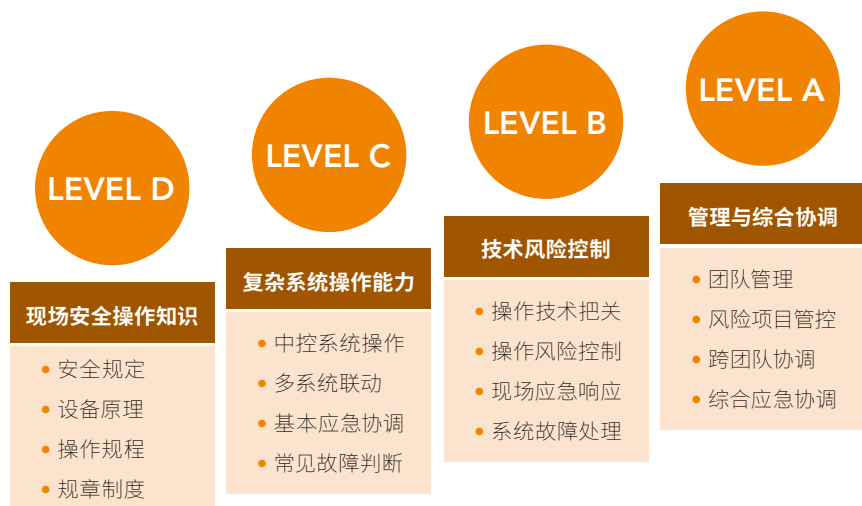 LEVEL D
现场安全操作知识
安全规定
设备原理
操作规程
规章制度
LEVEL C
复杂系统操作能力
中控系统操作
多系统联动
基本应急协调
常见故障判断
LEVEL B
技术风险控制
操作技术把关
操作风险控制
现场应急响应
系统故障处理
LEVEL A
管理与综合协调
团队管理
风险项目管控
跨团队协调
综合应急协调